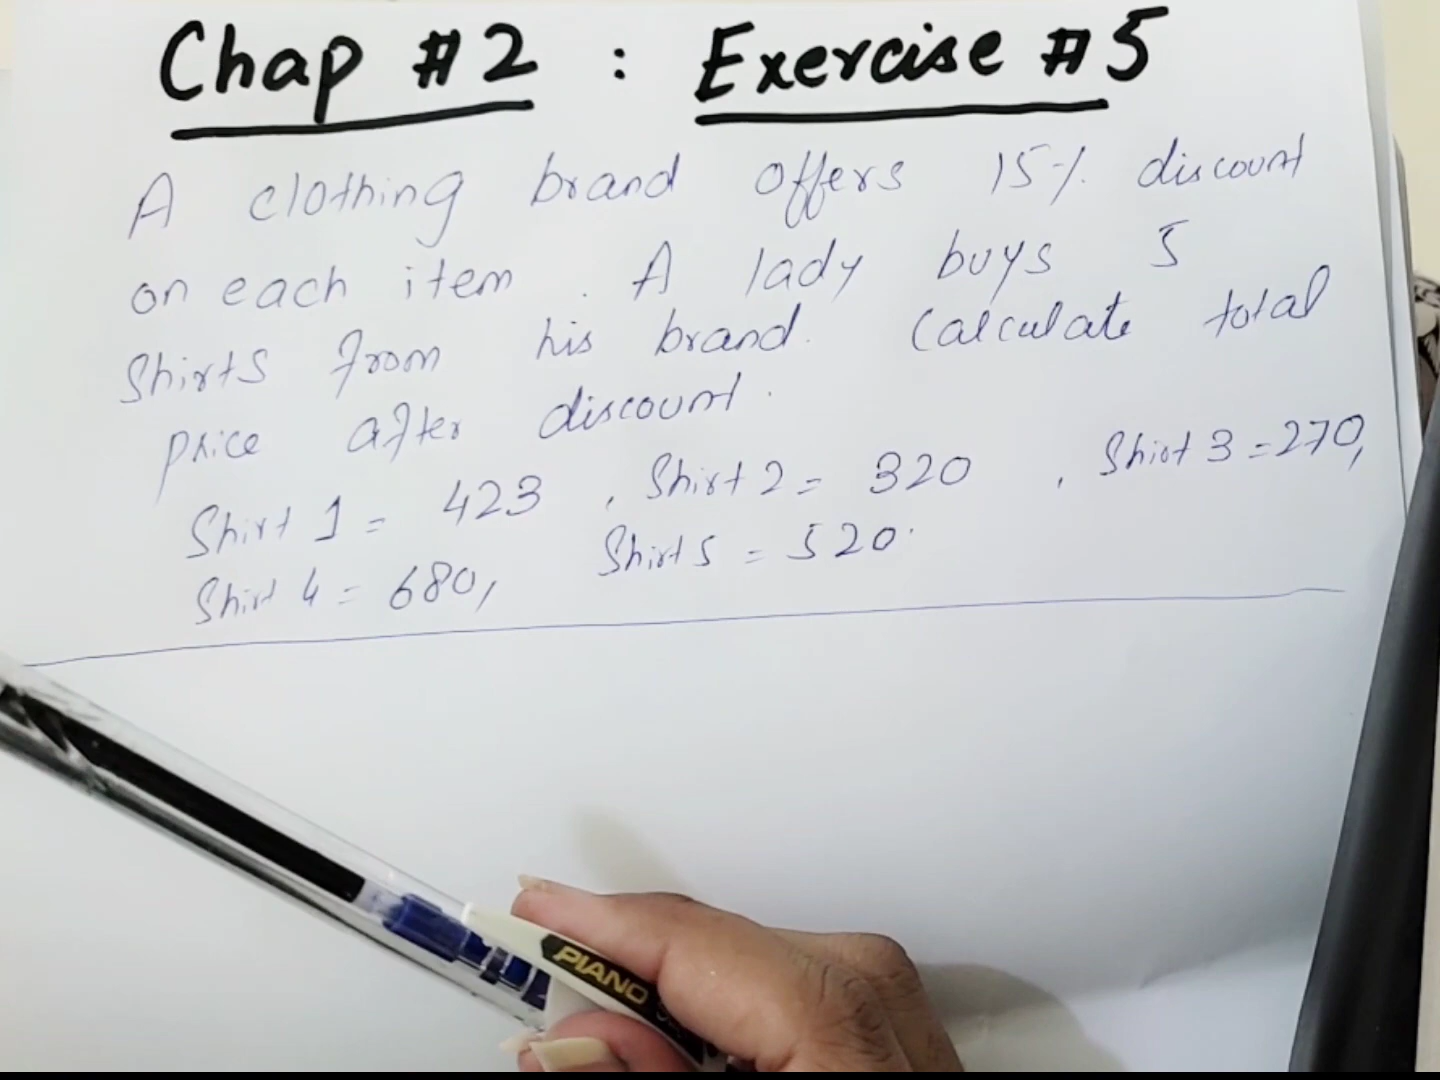 Chap #2 : Exercise #5
A clothing brand offers 15% discount
on each item. A lady buys 5
Shirts from his brand. Calculate total
price after discount.
Shirt 1 = 423, Shirt 2 = 320, Shirt 3 = 270,
Shirt 4 = 680, Shirt 5 = 520.
PIANO